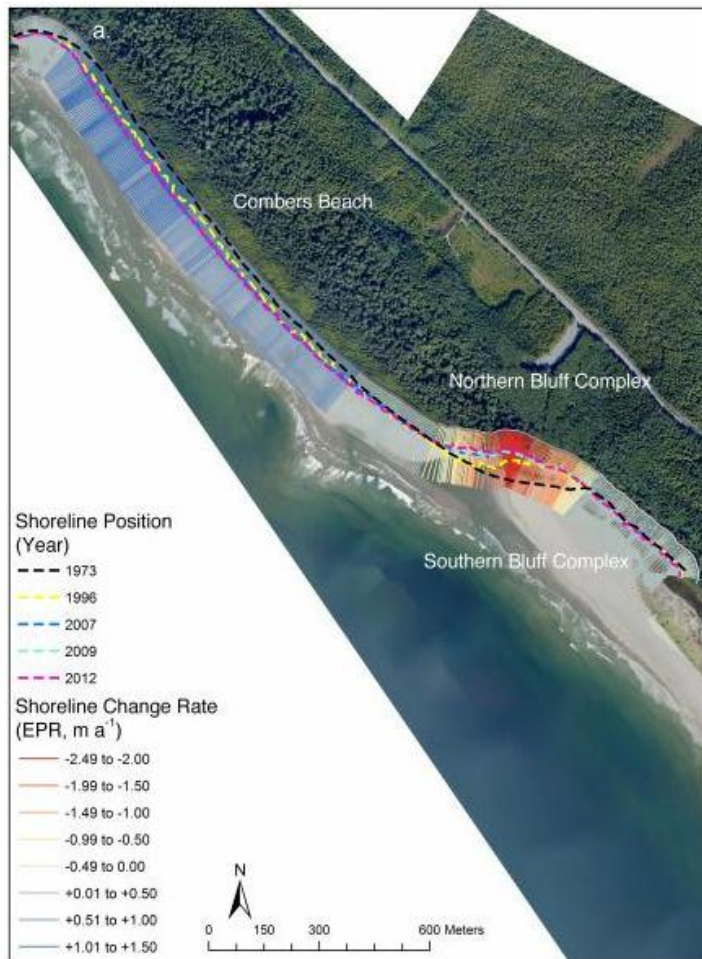 a.
Combers Beach
Northern Bluff Complex
Southern Bluff Complex
Shoreline Position
(Year)
1973
1996
2007
2009
2012
Shoreline Change Rate
(EPR, m a⁻¹)
-2.49 to -2.00
-1.99 to -1.50
-1.49 to -1.00
-0.99 to -0.50
-0.49 to 0.00
+0.01 to +0.50
+0.51 to +1.00
+1.01 to +1.50
N
0 150 300 600 Meters